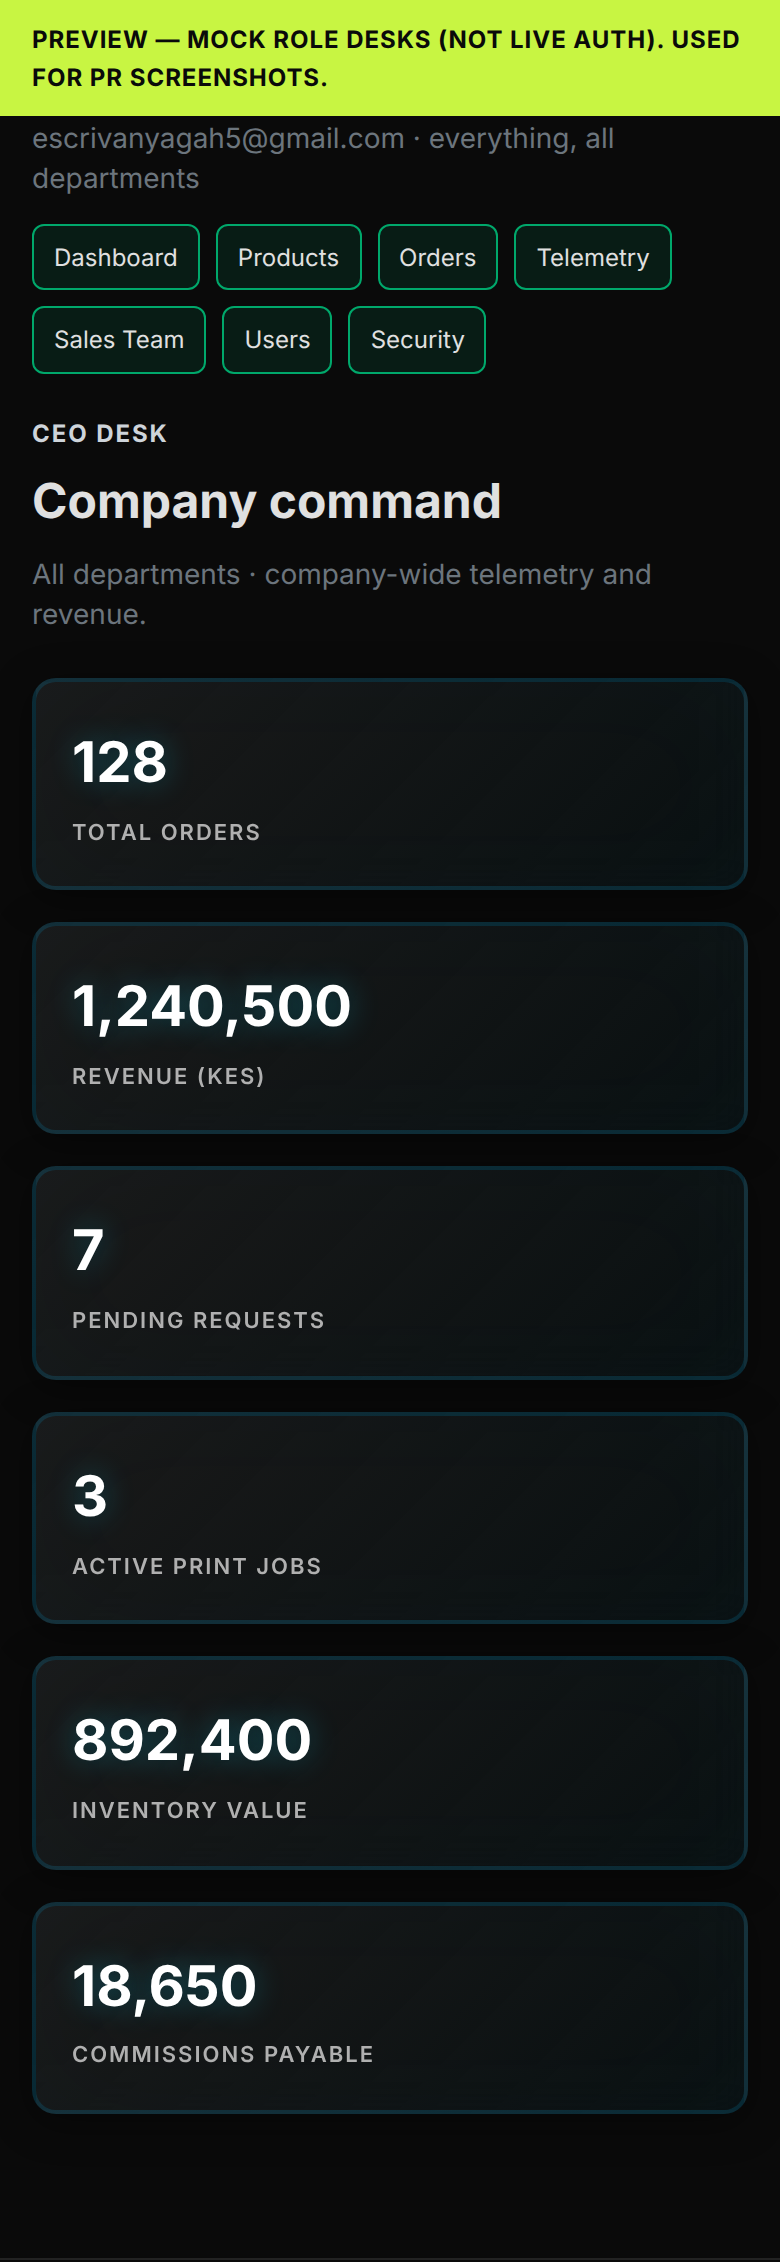 PREVIEW — MOCK ROLE DESKS (NOT LIVE AUTH). USED
FOR PR SCREENSHOTS.
escrivanyagah5@gmail.com · everything, all
departments
Dashboard
Products
Orders
Telemetry
Sales Team
Users
Security
CEO DESK
Company command
All departments · company-wide telemetry and
revenue.
128
TOTAL ORDERS
1,240,500
REVENUE (KES)
7
PENDING REQUESTS
3
ACTIVE PRINT JOBS
892,400
INVENTORY VALUE
18,650
COMMISSIONS PAYABLE